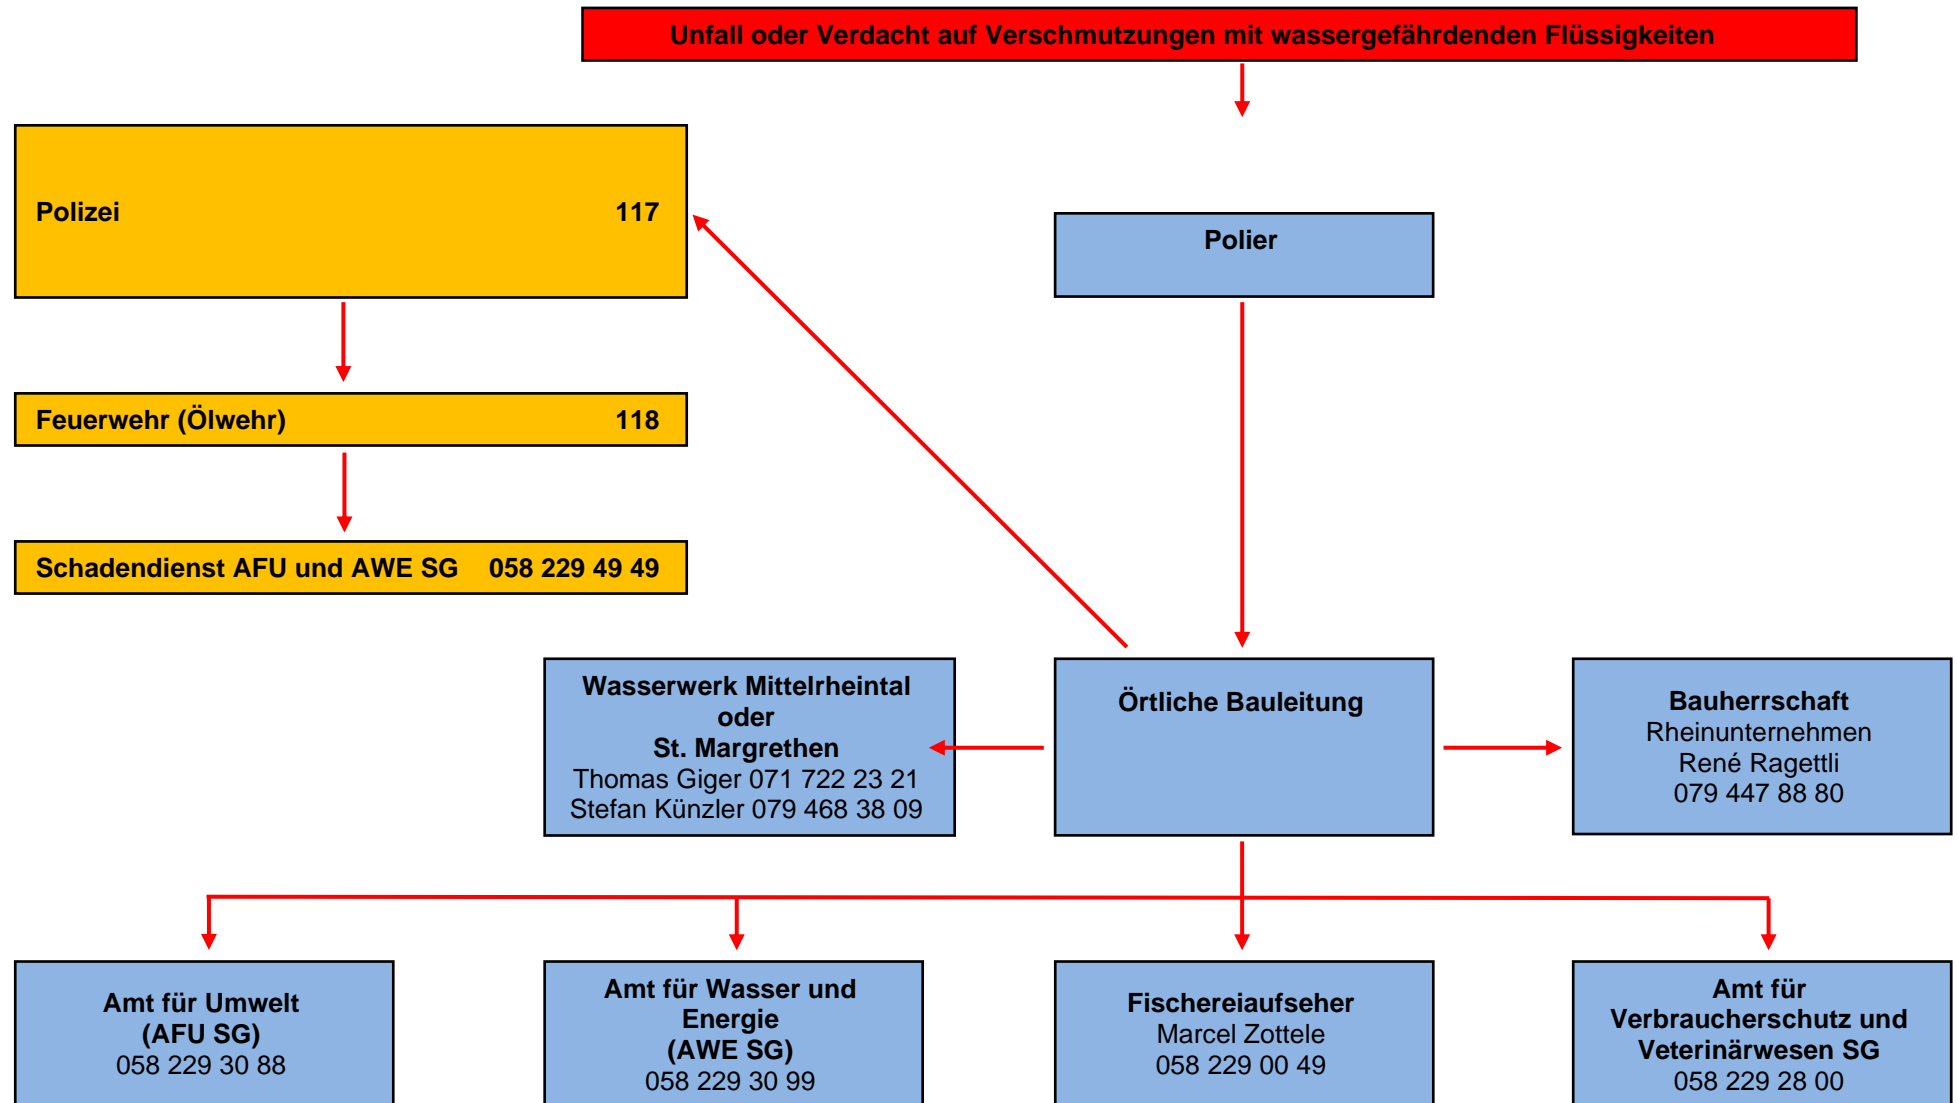 Unfall oder Verdacht auf Verschmutzungen mit wassergefährdenden Flüssigkeiten
Polizei 117
Polier
Feuerwehr (Ölwehr) 118
Schadendienst AFU und AWE SG 058 229 49 49
Wasserwerk Mittelrheintal
oder
St. Margrethen
Thomas Giger 071 722 23 21
Stefan Künzler 079 468 38 09
Örtliche Bauleitung
Bauherrschaft
Rheinunternehmen
René Ragettli
079 447 88 80
Amt für Umwelt
(AFU SG)
058 229 30 88
Amt für Wasser und
Energie
(AWE SG)
058 229 30 99
Fischereiaufseher
Marcel Zottele
058 229 00 49
Amt für
Verbraucherschutz und
Veterinärwesen SG
058 229 28 00